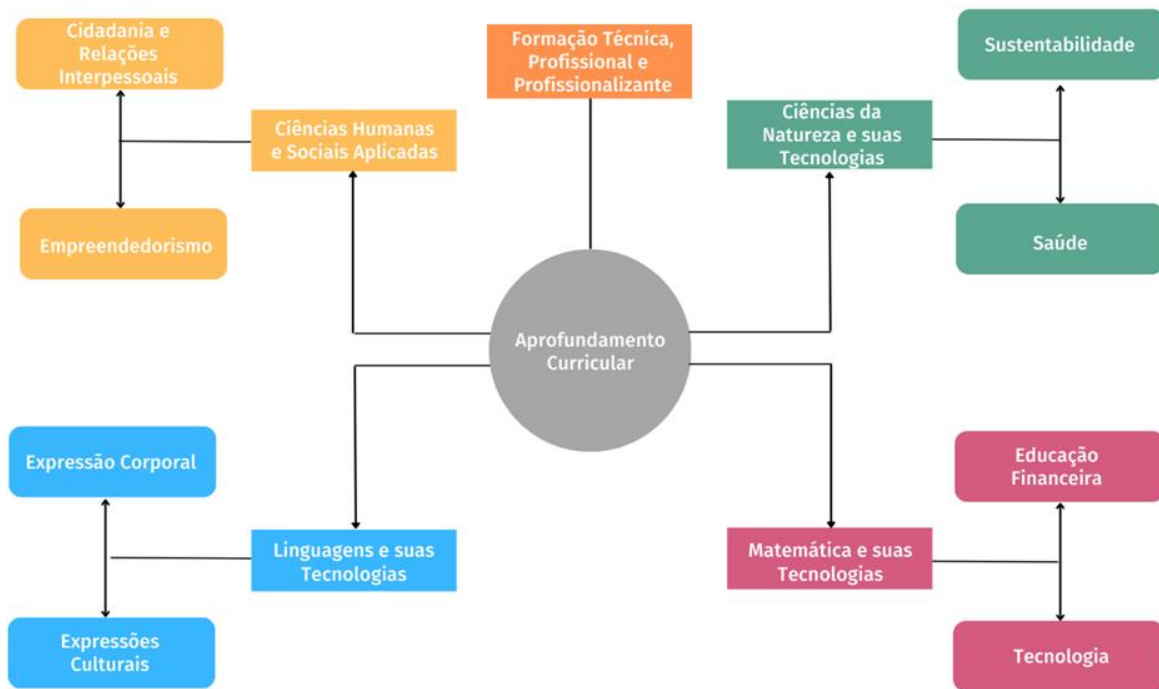 Cidadania e
Relações
Interpessoais
Formação Técnica,
Profissional e
Profissionalizante
Sustentabilidade
Ciências Humanas
e Sociais Aplicadas
Ciências da
Natureza e suas
Tecnologias
Empreendedorismo
Saúde
Aprofundamento
Curricular
Expressão Corporal
Educação
Financeira
Linguagens e suas
Tecnologias
Matemática e suas
Tecnologias
Expressões
Culturais
Tecnologia